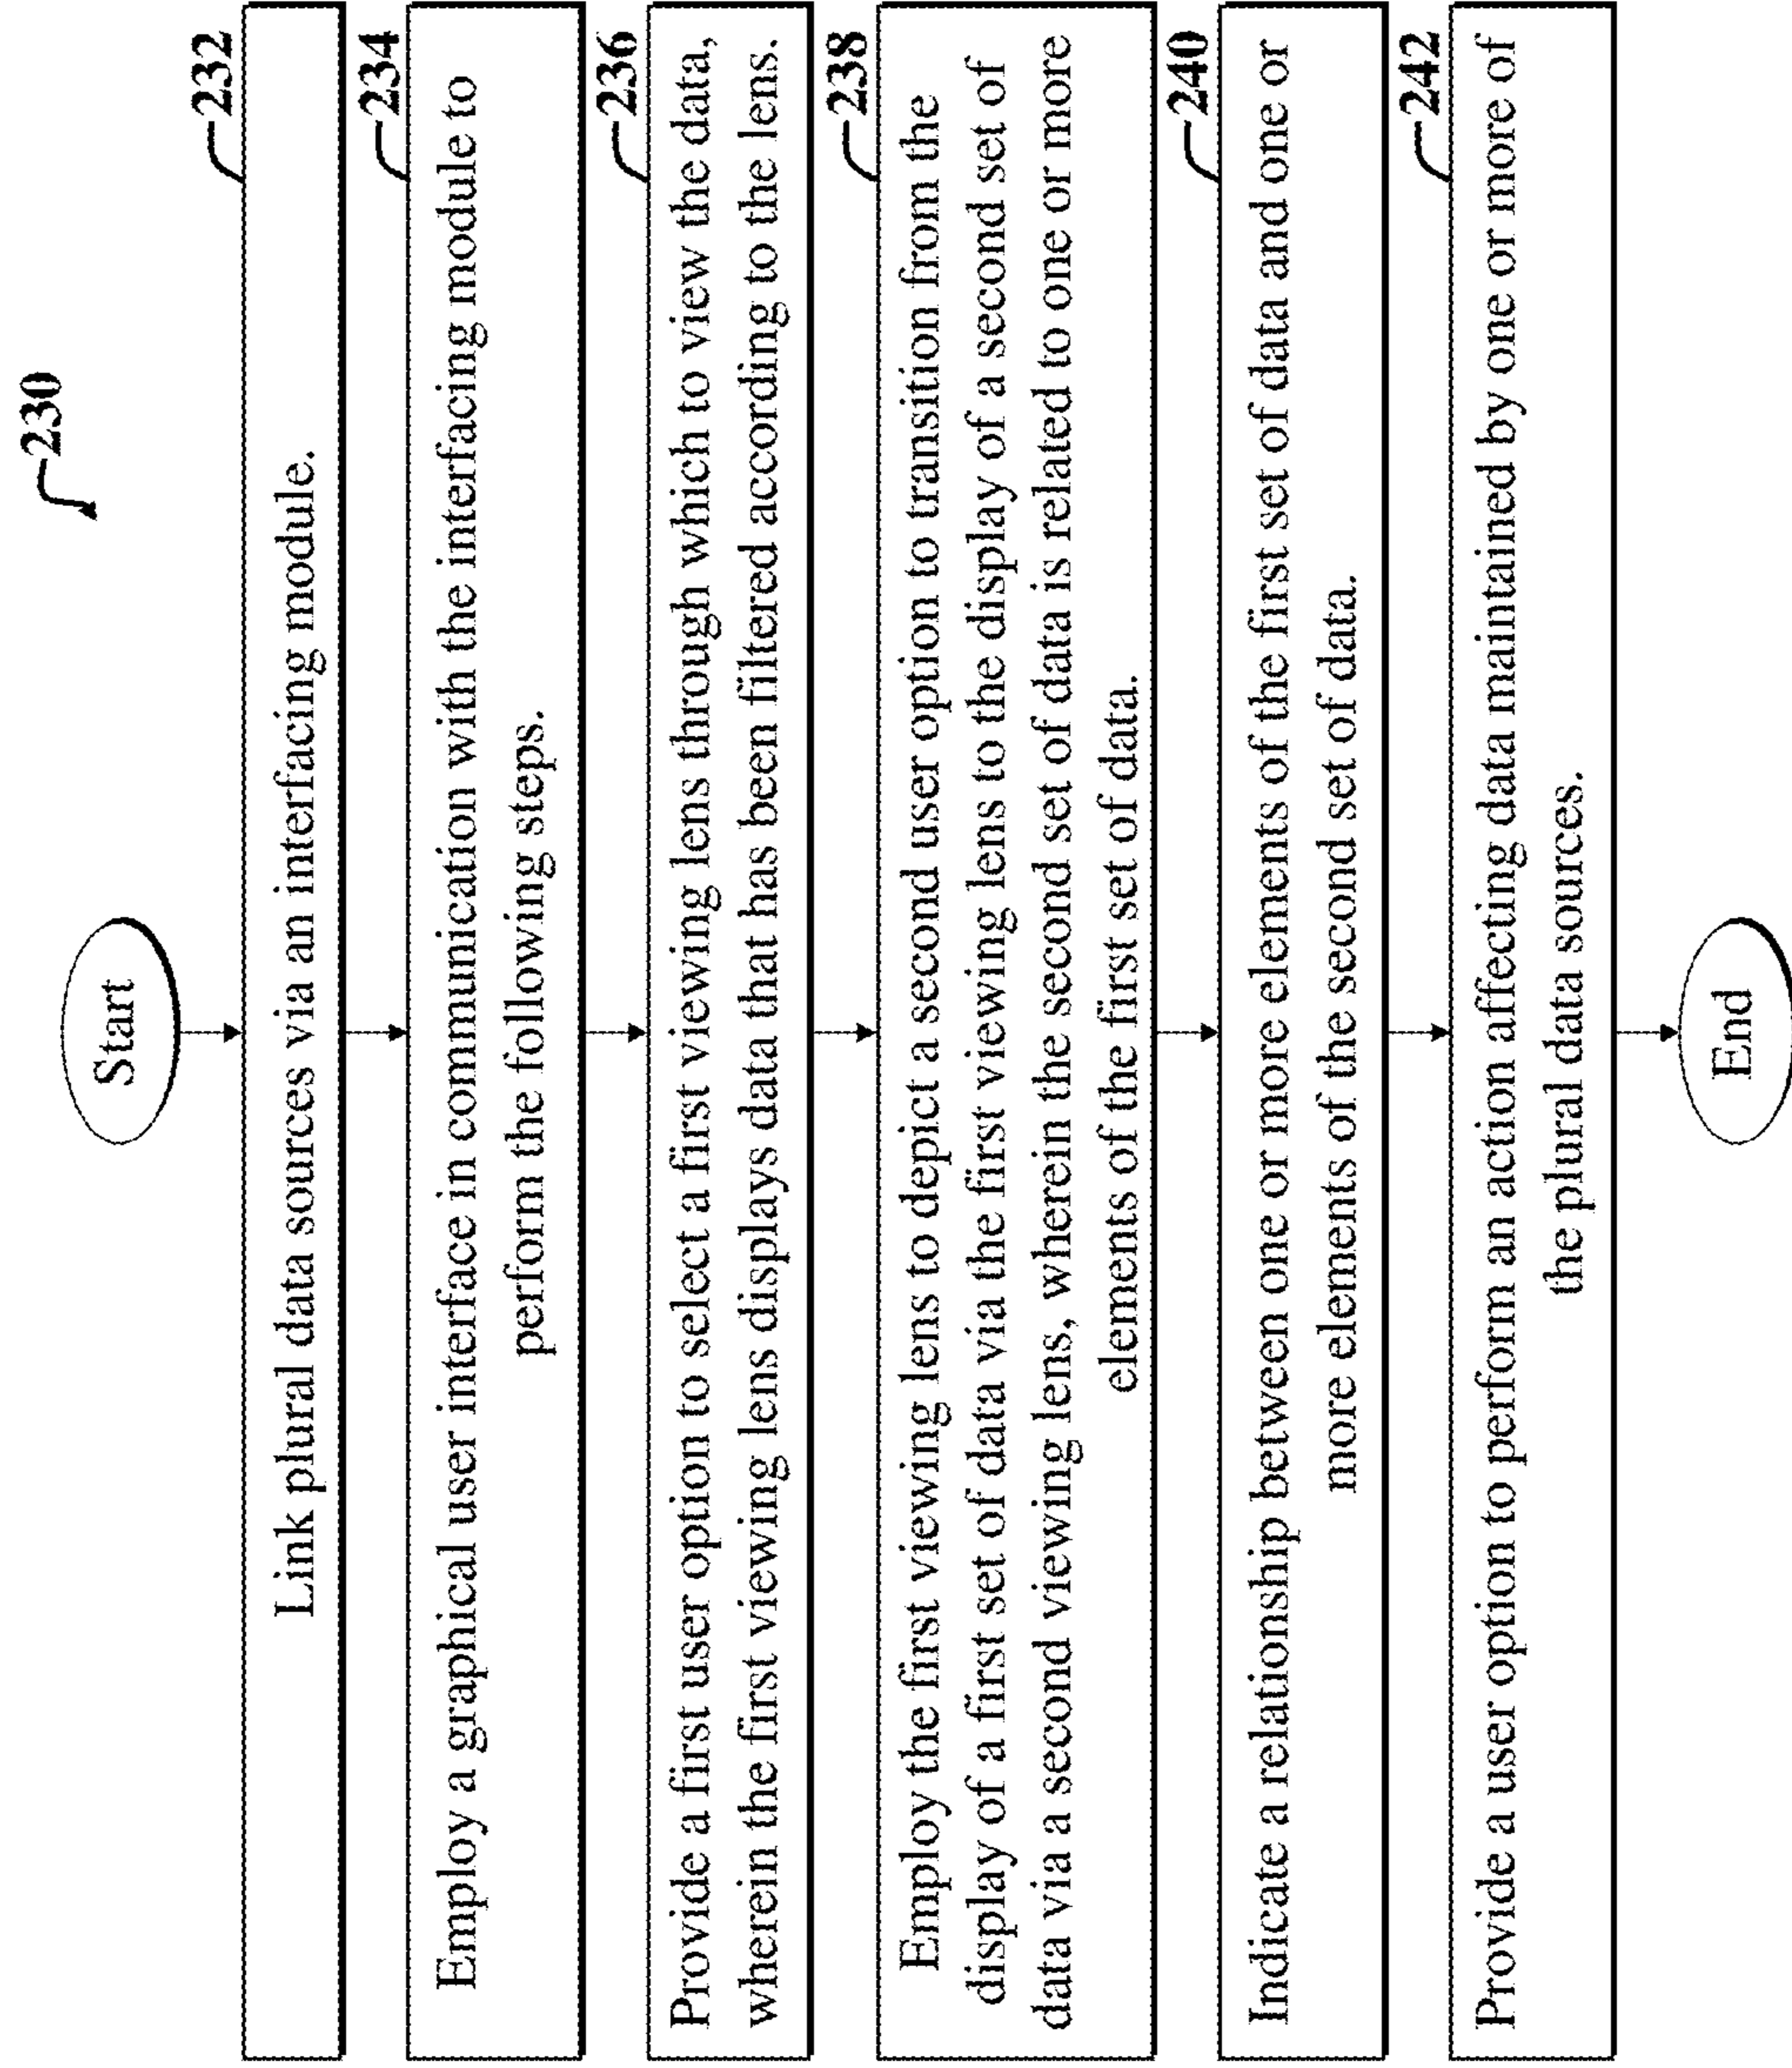 230
Start
232
Link plural data sources via an interfacing module.
234
Employ a graphical user interface in communication with the interfacing module to
perform the following steps.
236
Provide a first user option to select a first viewing lens through which to view the data,
wherein the first viewing lens displays data that has been filtered according to the lens.
238
Employ the first viewing lens to depict a second user option to transition from the
display of a first set of data via the first viewing lens to the display of a second set of
data via a second viewing lens, wherein the second set of data is related to one or more
elements of the first set of data.
240
Indicate a relationship between one or more elements of the first set of data and one or
more elements of the second set of data.
242
Provide a user option to perform an action affecting data maintained by one or more of
the plural data sources.
End